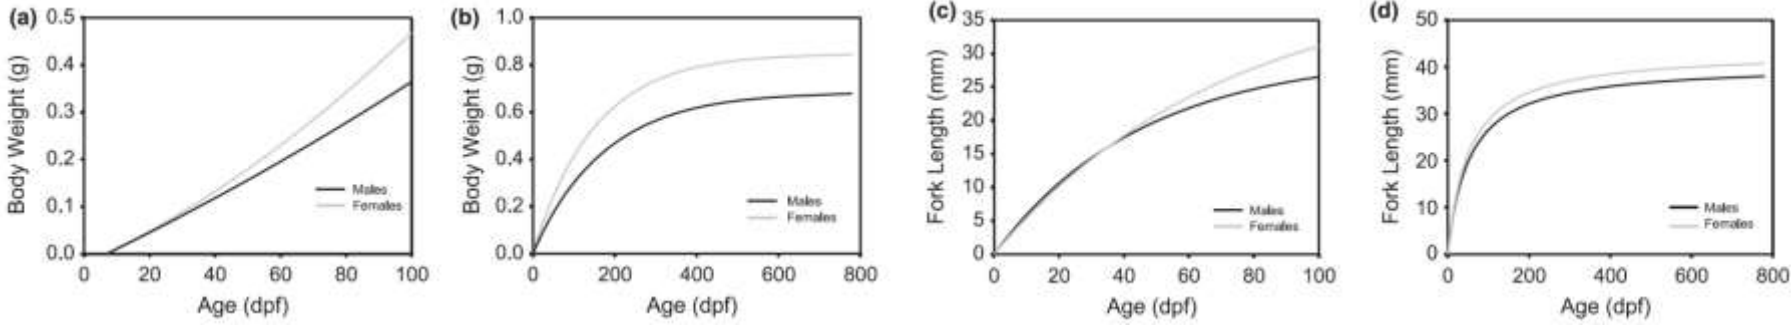 (a)
Body Weight (g)
0.5
0.4
0.3
0.2
0.1
0.0
0 20 40 60 80 100
Age (dpf)
Males
Females
(b)
Body Weight (g)
1.0
0.8
0.6
0.4
0.2
0.0
0 200 400 600 800
Age (dpf)
Males
Females
(c)
Fork Length (mm)
35
30
25
20
15
10
5
0
0 20 40 60 80 100
Age (dpf)
Males
Females
(d)
Fork Length (mm)
50
40
30
20
10
0
0 200 400 600 800
Age (dpf)
Males
Females